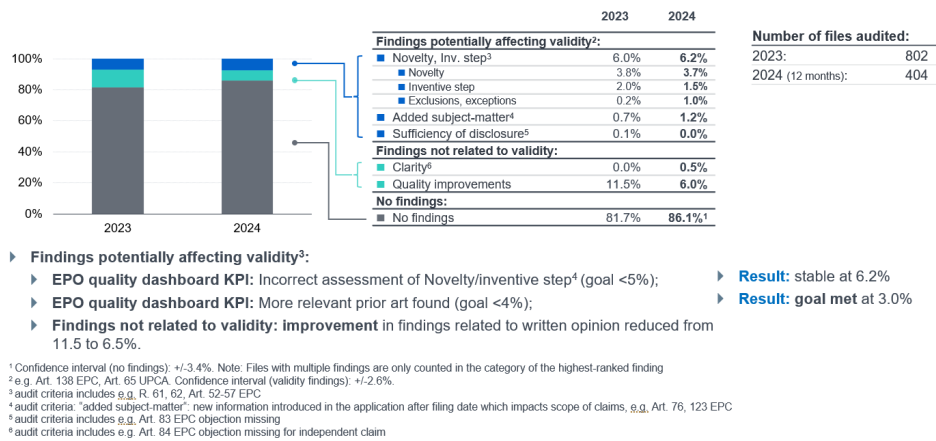 2023 2024
Findings potentially affecting validity2:
Novelty, Inv. step3 6.0% 6.2%
Novelty 3.8% 3.7%
Inventive step 2.0% 1.5%
Exclusions, exceptions 0.2% 1.0%
Added subject-matter4 0.7% 1.2%
Sufficiency of disclosure5 0.1% 0.0%
Findings not related to validity:
Clarity6 0.0% 0.5%
Quality improvements 11.5% 6.0%
No findings:
No findings 81.7% 86.1%1
100%
80%
60%
40%
20%
0%
2023 2024
Number of files audited:
2023: 802
2024 (12 months): 404
Findings potentially affecting validity3:
EPO quality dashboard KPI: Incorrect assessment of Novelty/inventive step4 (goal <5%);
EPO quality dashboard KPI: More relevant prior art found (goal <4%);
Findings not related to validity: improvement in findings related to written opinion reduced from
11.5 to 6.5%.
Result: stable at 6.2%
Result: goal met at 3.0%
1 Confidence interval (no findings): +/-3.4%. Note: Files with multiple findings are only counted in the category of the highest-ranked finding
2 e.g. Art. 138 EPC, Art. 65 UPCA. Confidence interval (validity findings): +/-2.6%.
3 audit criteria includes e.g. R. 61, 62, Art. 52-57 EPC
4 audit criteria: "added subject-matter": new information introduced in the application after filing date which impacts scope of claims, e.g. Art. 76, 123 EPC
5 audit criteria includes e.g. Art. 83 EPC objection missing
6 audit criteria includes e.g. Art. 84 EPC objection missing for independent claim